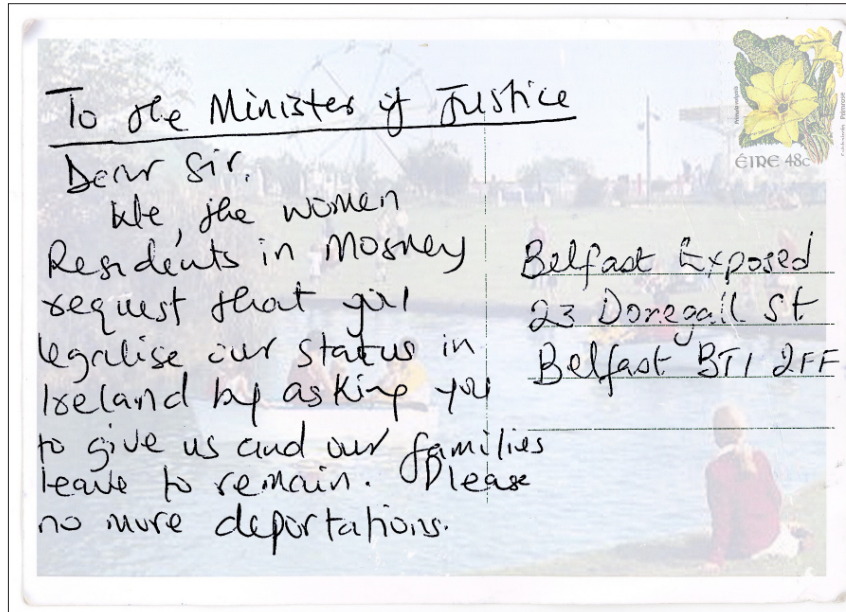 To the Minister of Justice
Dear Sir,
We, the women
Residents in Mosney
request that you
legalise our status in
Ireland by asking you
to give us and our families
leave to remain. Please
no more deportations.
ÉIRE 48c
Belfast Exposed
23 Donegall St
Belfast BT1 2FF